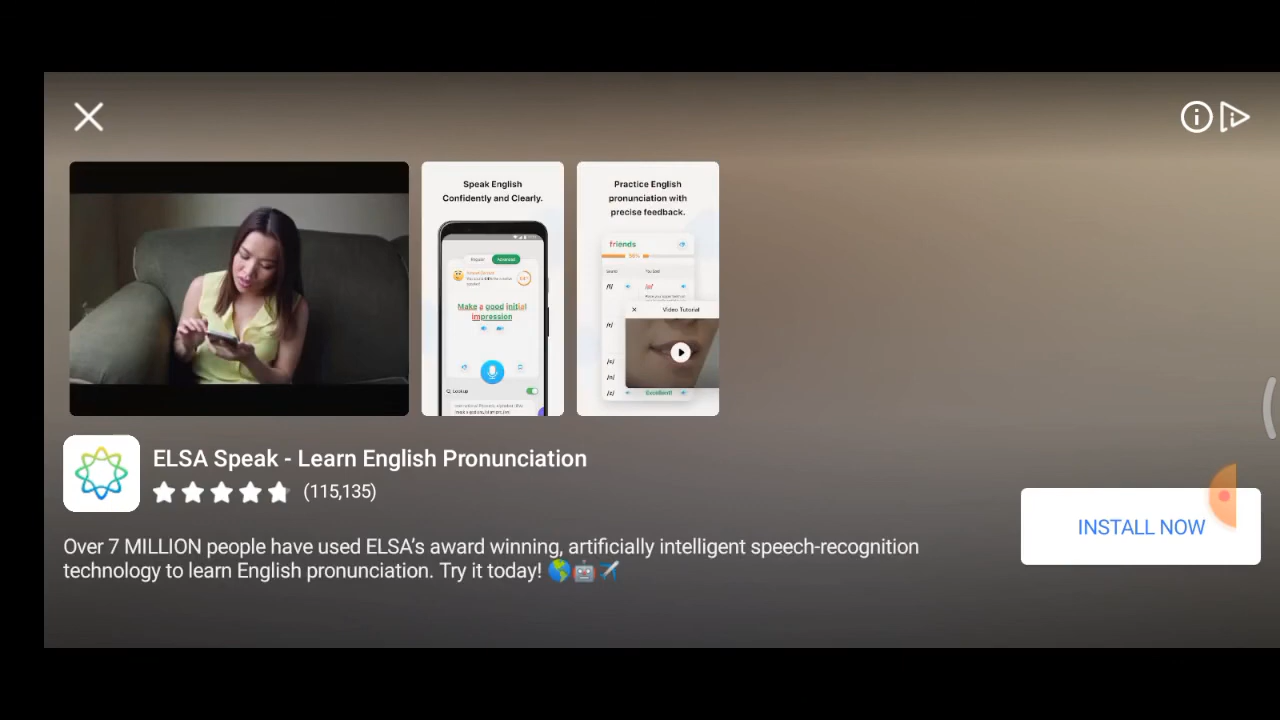 Speak English
Confidently and Clearly.
Make a good initial
impression
Practice English
pronunciation with
precise feedback.
friends
Video Tutorial
Excellent!
ELSA Speak - Learn English Pronunciation
(115,135)
INSTALL NOW
Over 7 MILLION people have used ELSA's award winning, artificially intelligent speech-recognition
technology to learn English pronunciation. Try it today! 🌎🤖✈️